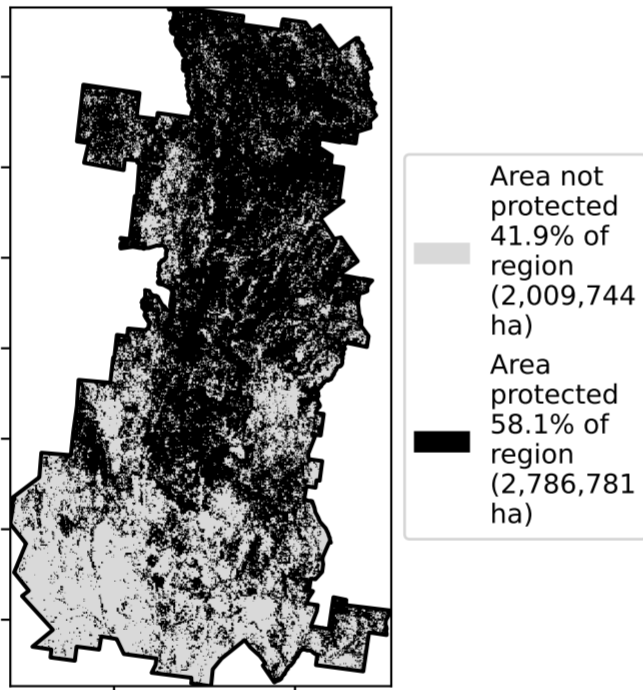 Area not
protected
41.9% of
region
(2,009,744
ha)
Area
protected
58.1% of
region
(2,786,781
ha)